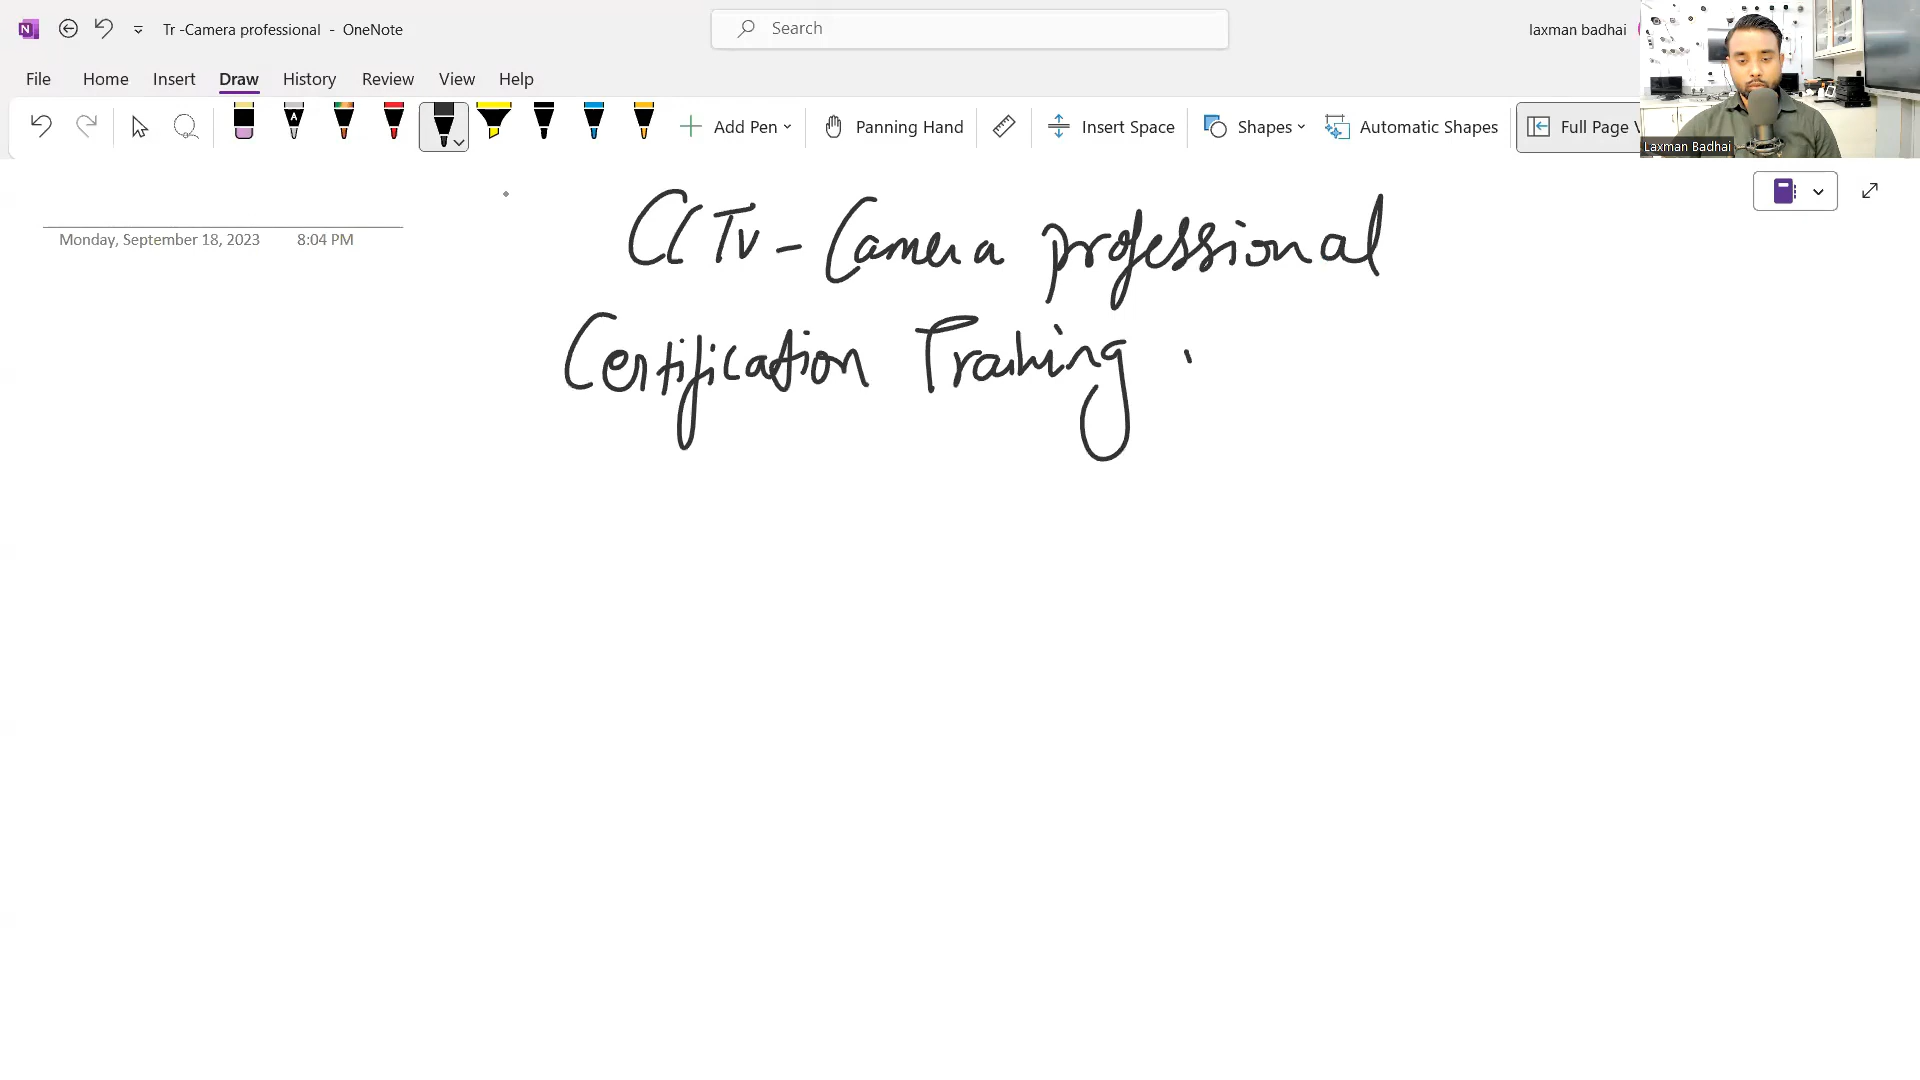 Tr -Camera professional - OneNote
Search
laxman badhai
File Home Insert Draw History Review View Help
Add Pen Panning Hand Insert Space Shapes Automatic Shapes Full Page V
Laxman Badhai
CCTv - Camera professional
Monday, September 18, 2023 8:04 PM
Certification Training .